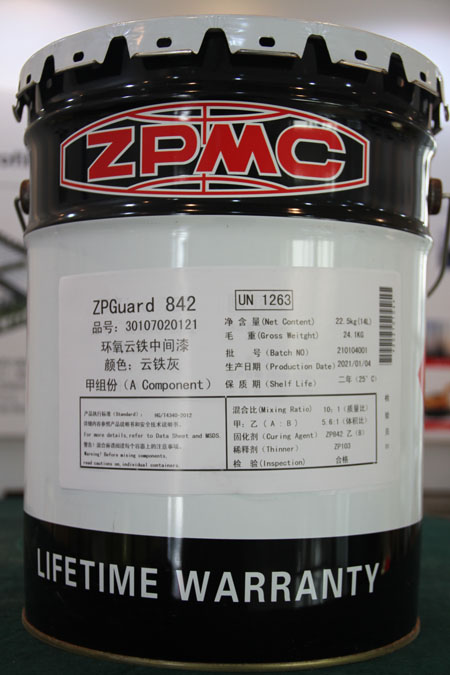 ZPMC
ZPGuard 842
品号: 30107020121
环氧云铁中间漆
颜色: 云铁灰
甲组份 (A Component)
UN 1263
净 含 量(Net Content) 22.5kg(14L)
毛 重(Gross Weitght) 24.1KG
批 号(Batch NO) 210104001
生产日期(Production Date) 2021/01/04
保 质 期(Shelf Life) 二年(25°C)
产品执行标准(Standard): HG/T4340-2012
For more details, refer to Data Sheet and MSDS.
Warning! Before mixing components,
read cautions on individual containers.
混合比(Mixing Ratio) 10: 1(质量比)
甲: 乙(A : B) 5.6:1(体积比)
固化剂(Curing Agent) ZP842 乙(B)
稀释剂(Thinner) ZP103
检 验(Inspection) 合格
LIFETIME WARRANTY